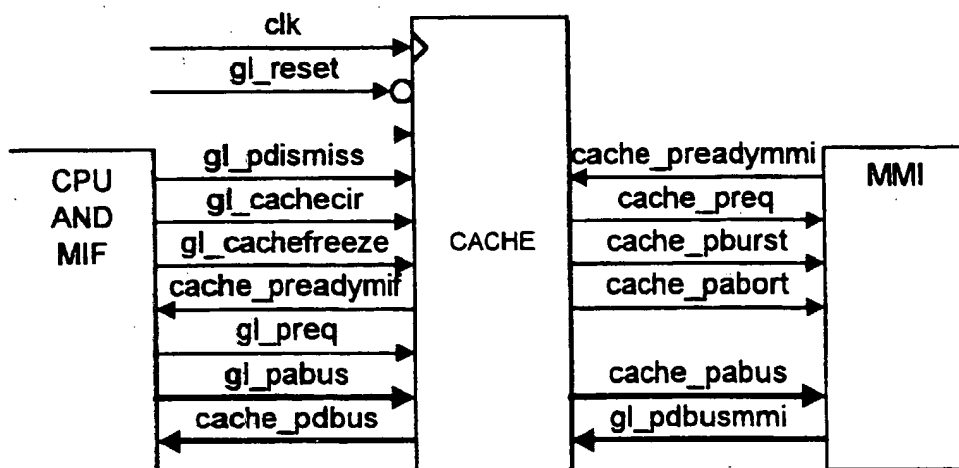 clk
gl_reset
gl_pdismiss
gl_cachecir
gl_cachefreeze
cache_preadymif
gl_preq
gl_pabus
cache_pdbus
CPU
AND
MIF
CACHE
cache_preadymmi
cache_preq
cache_pburst
cache_pabort
cache_pabus
gl_pdbusmmi
MMI